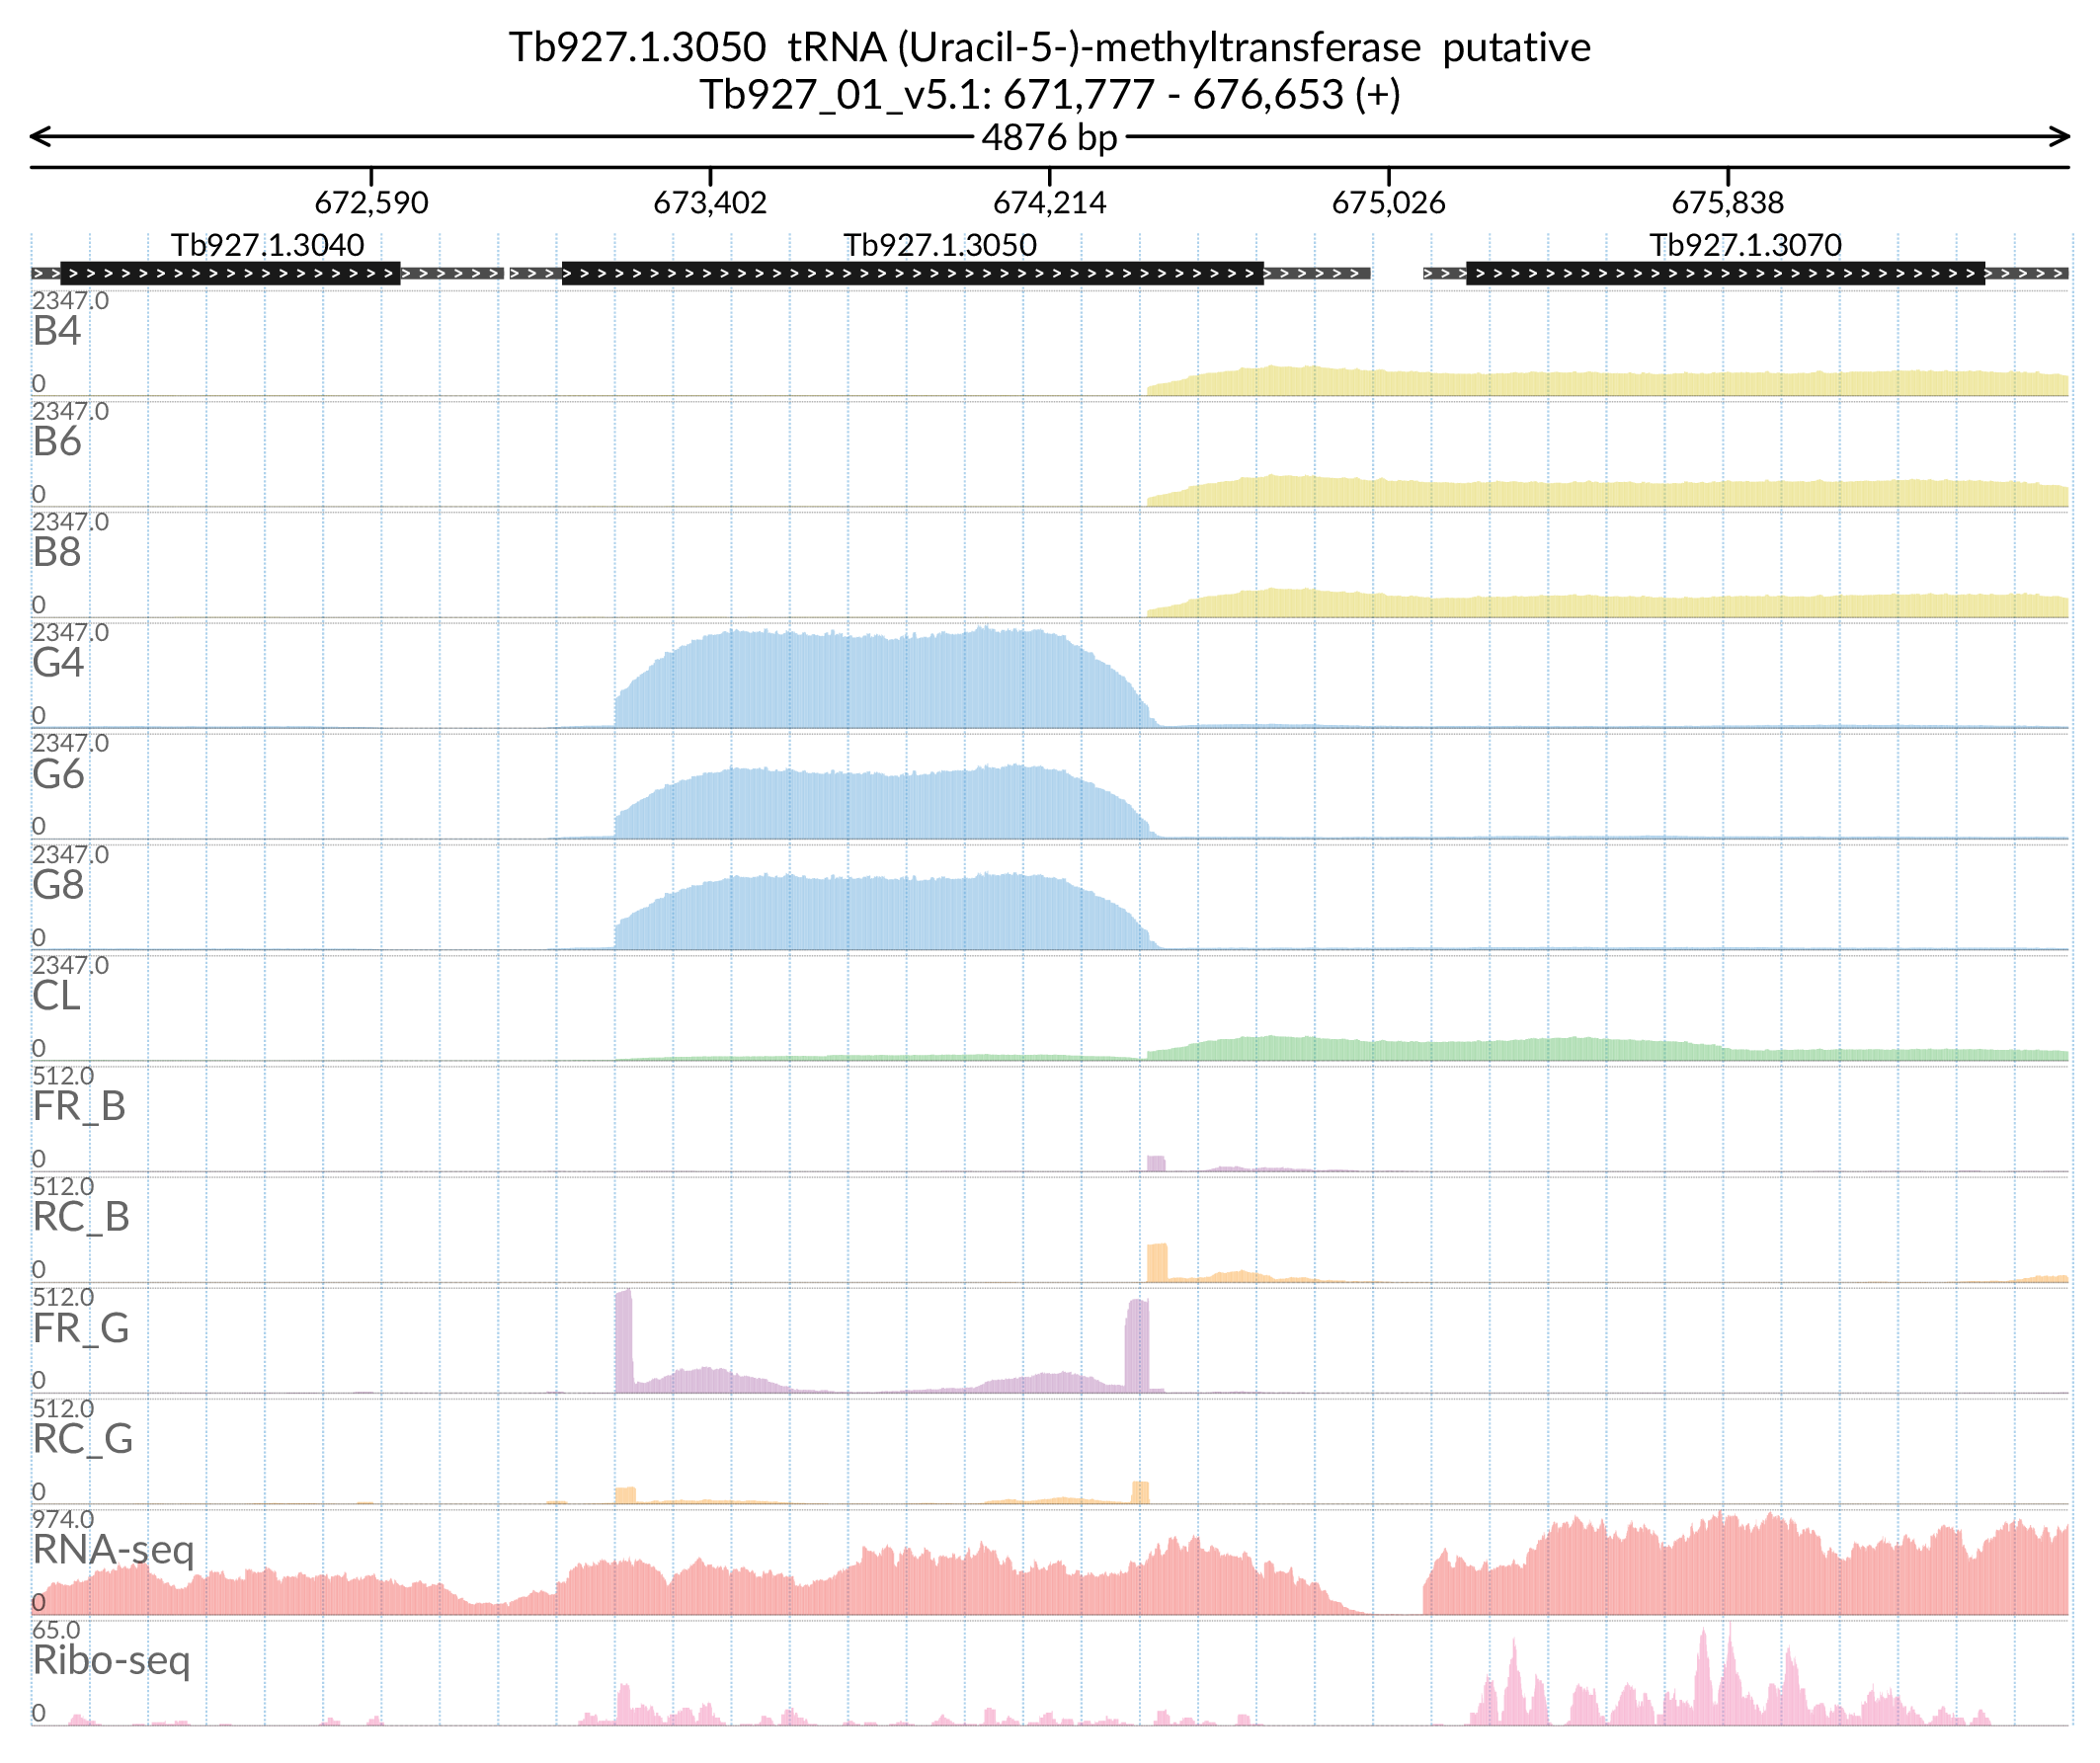 Tb927.1.3050 tRNA (Uracil-5-)-methyltransferase putative
Tb927_01_v5.1: 671,777 - 676,653 (+)
4876 bp
672,590 673,402 674,214 675,026 675,838
Tb927.1.3040 Tb927.1.3050 Tb927.1.3070
2347.0
B4
0
2347.0
B6
0
2347.0
B8
0
2347.0
G4
0
2347.0
G6
0
2347.0
G8
0
2347.0
CL
0
512.0
FR_B
0
512.0
RC_B
0
512.0
FR_G
0
512.0
RC_G
0
974.0
RNA-seq
0
65.0
Ribo-seq
0